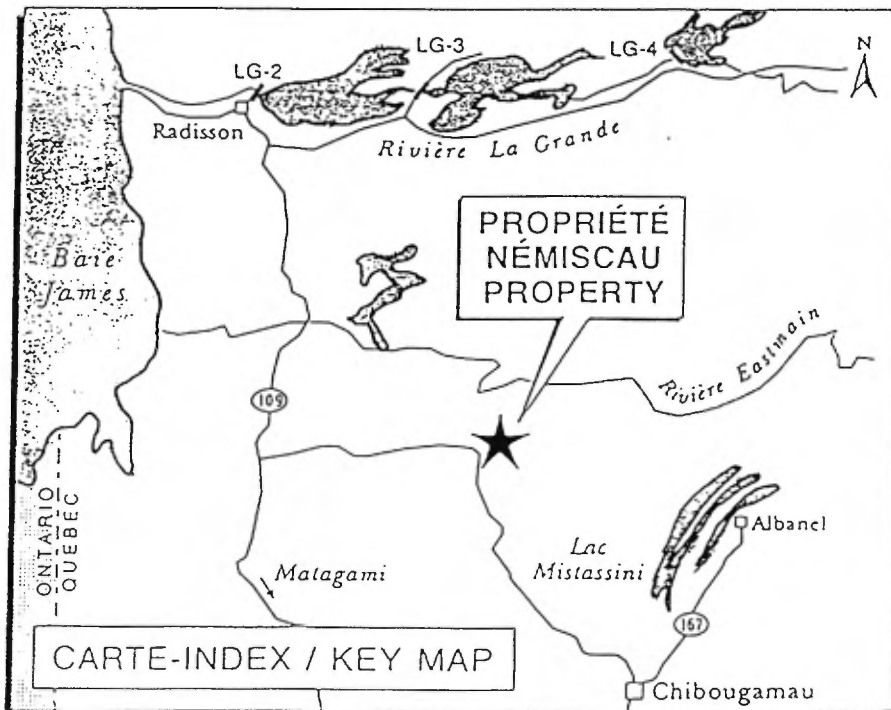 LG-2
LG-3
LG-4
N
Radisson
Rivière La Grande
PROPRIÉTÉ
NÉMISCAU
PROPERTY
Baie
James
Rivière Eastmain
109
ONTARIO
QUEBEC
Matagami
Lac
Mistassini
Albanel
167
CARTE-INDEX / KEY MAP
Chibougamau